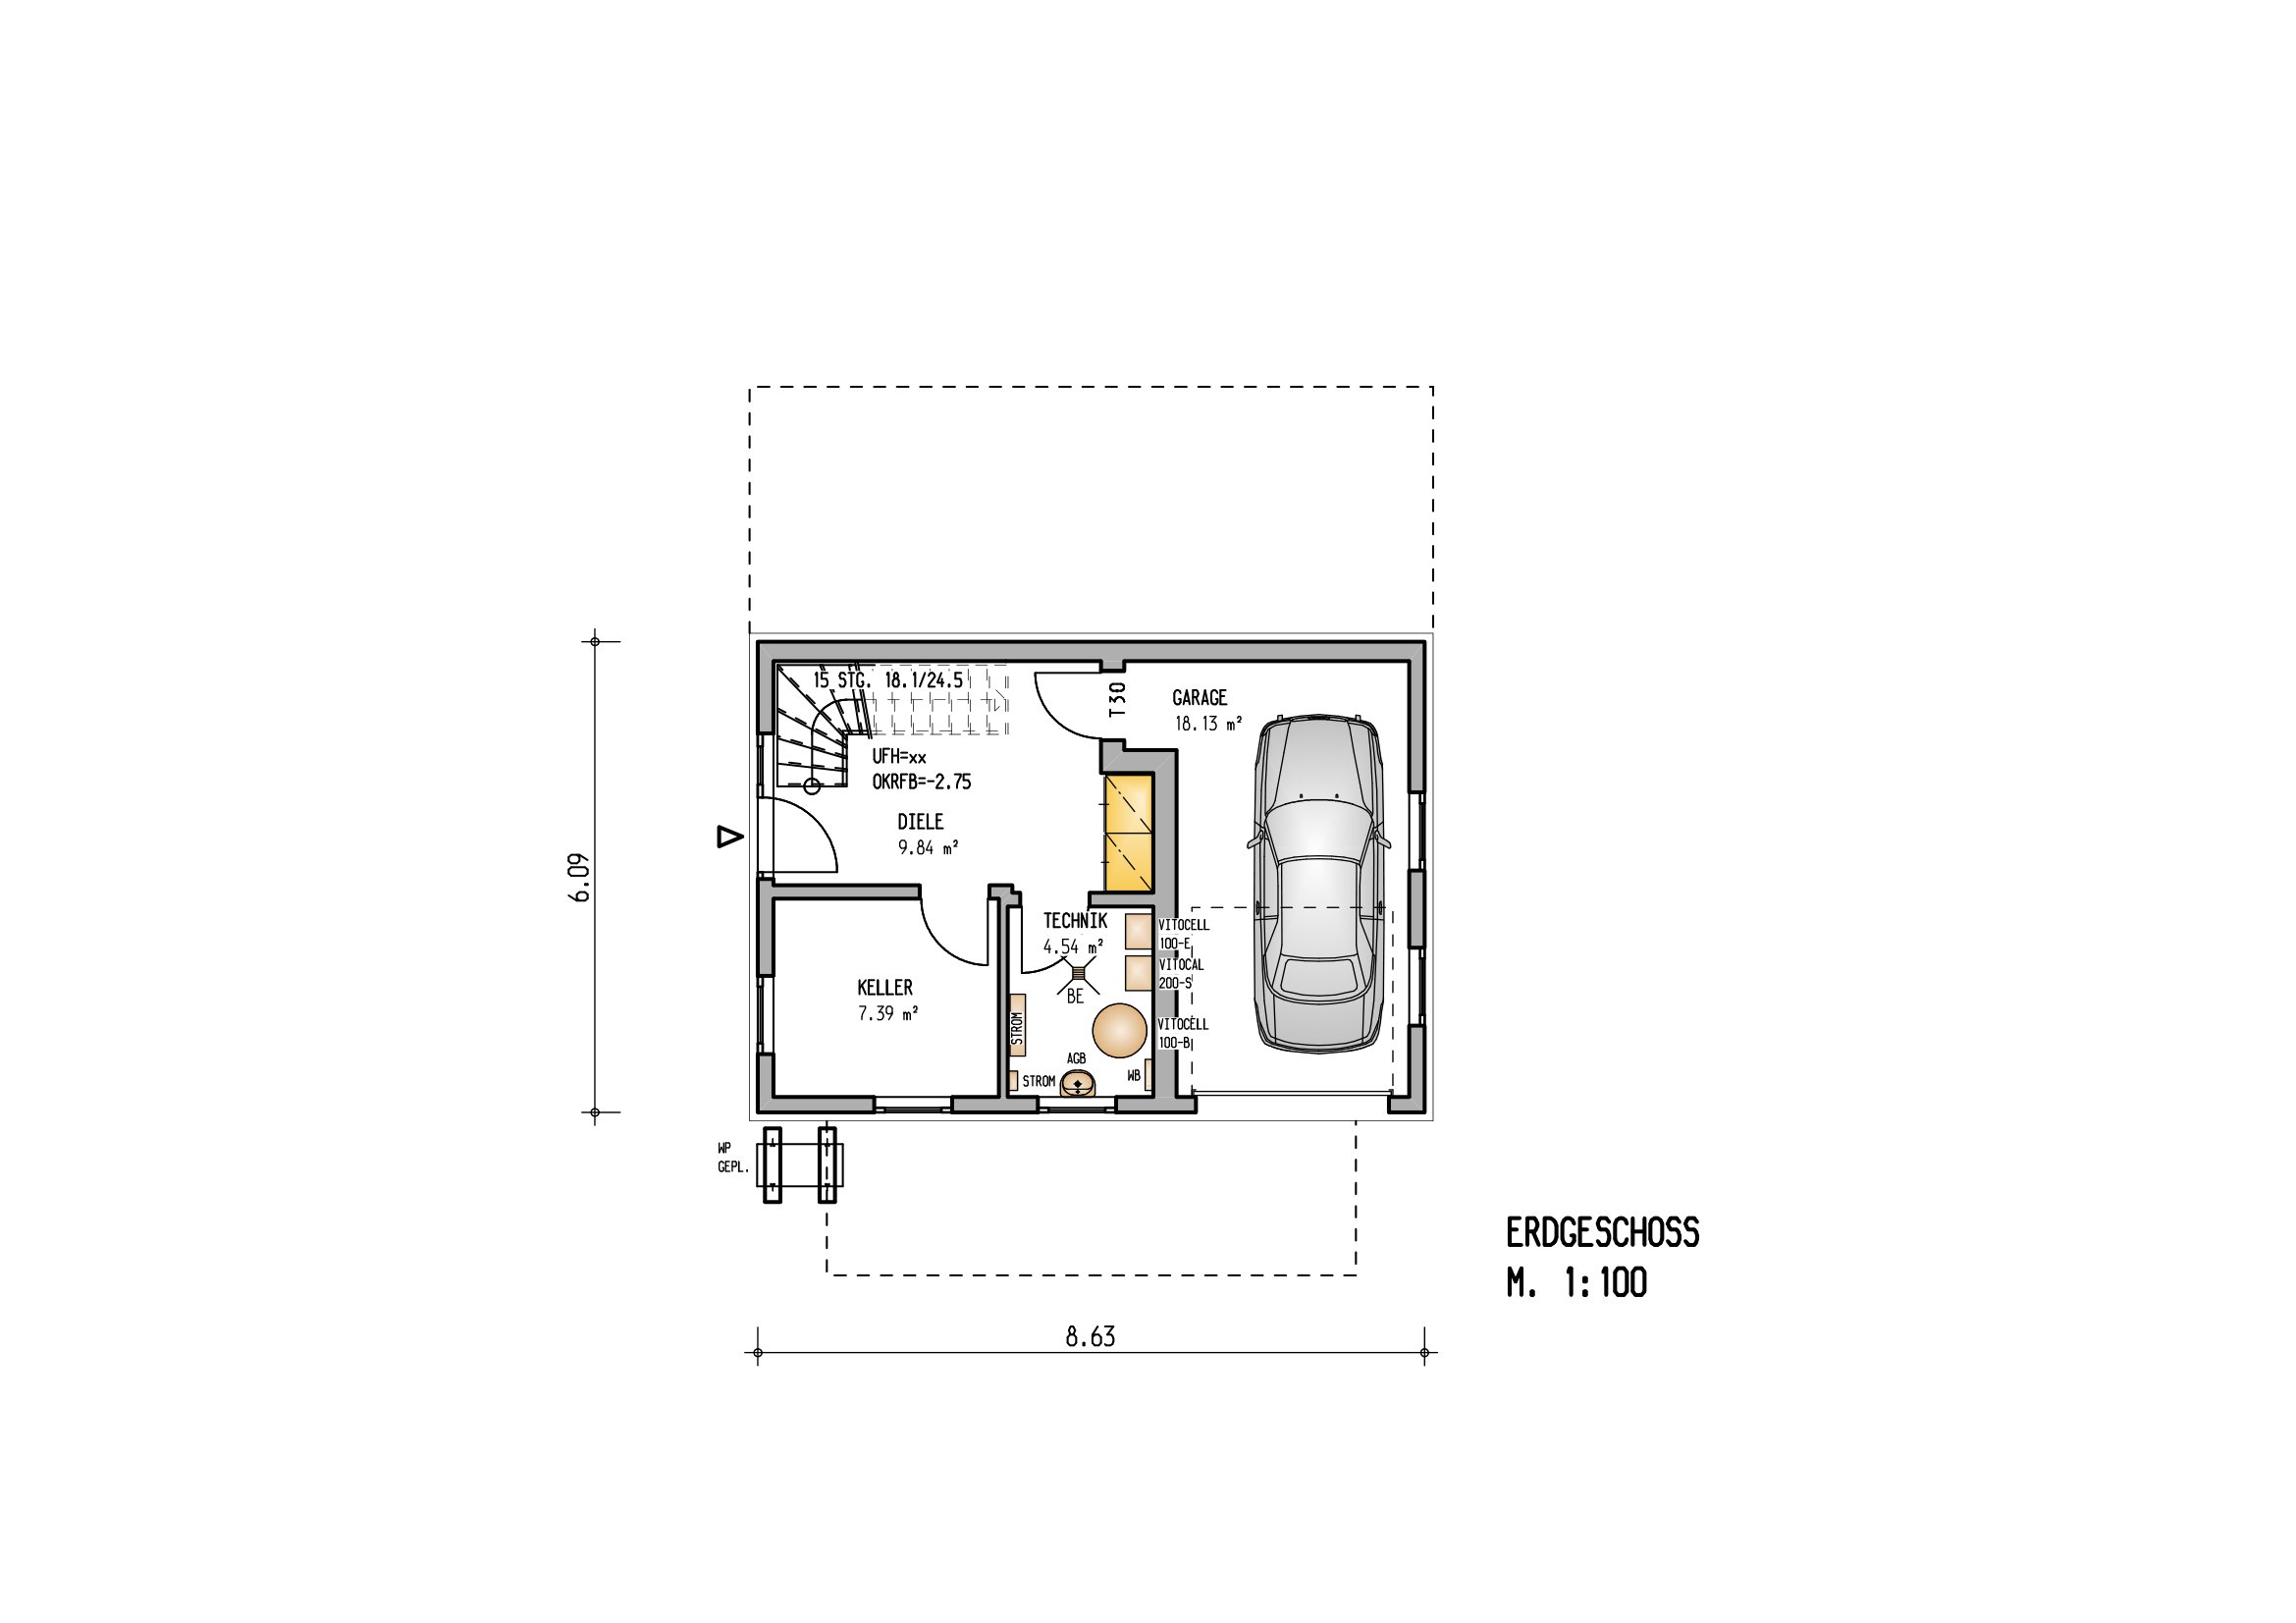 15 STG. 18.1/24.5
T30
GARAGE
18.13 m²
UFH=xx
OKRFB=-2.75
DIELE
9.84 m²
6.09
TECHNIK
4.54 m²
VITOCELL
100-E
VITOCAL
200-S
BE
KELLER
7.39 m²
STROM
VITOCELL
100-B
AGB
STROM
WB
WP
GEPL.
ERDGESCHOSS
M. 1:100
8.63